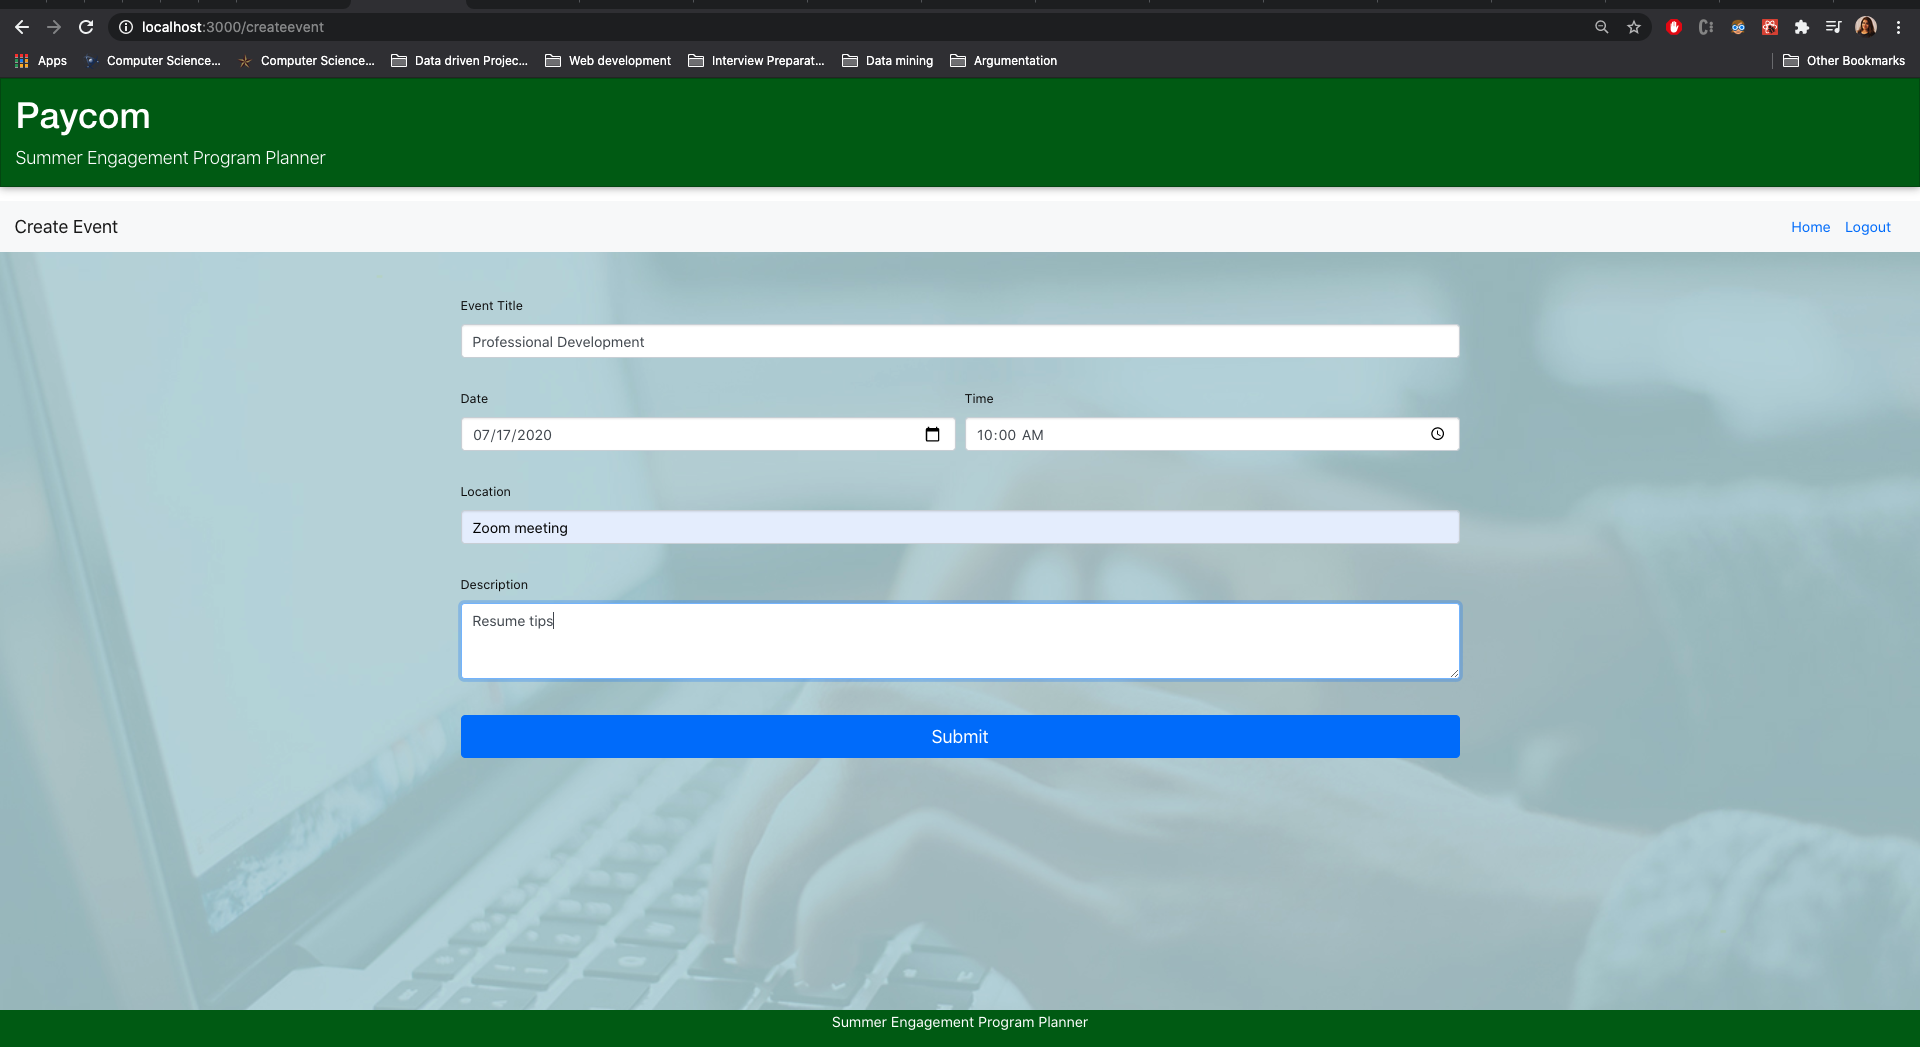 localhost:3000/createevent
Apps Computer Science... Computer Science... Data driven Projec... Web development Interview Preparat... Data mining Argumentation Other Bookmarks
Paycom
Summer Engagement Program Planner
Create Event Home Logout
Event Title
Professional Development
Date Time
07/17/2020 10:00 AM
Location
Zoom meeting
Description
Resume tips
Submit
Summer Engagement Program Planner